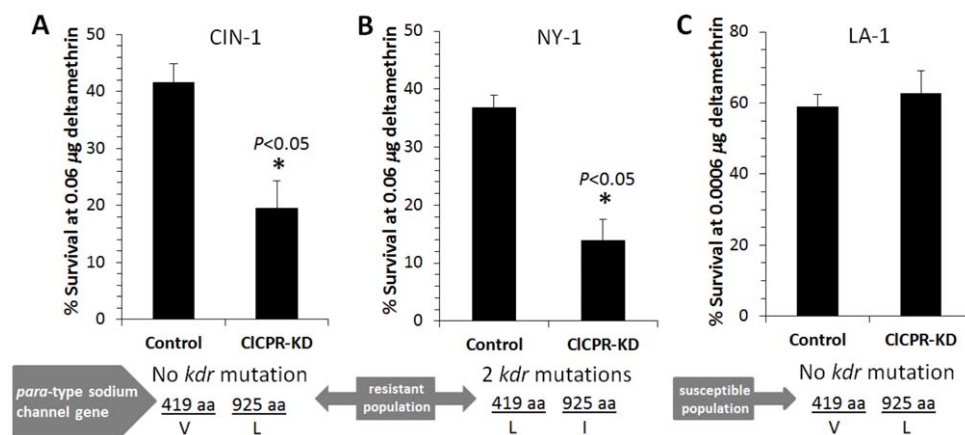 A
CIN-1
% Survival at 0.06 µg deltamethrin
50
40
30
20
10
0
P<0.05
*
Control
ClCPR-KD
B
NY-1
% Survival at 0.06 µg deltamethrin
50
40
30
20
10
0
P<0.05
*
Control
ClCPR-KD
C
LA-1
% Survival at 0.0006 µg deltamethrin
80
60
40
20
0
Control
ClCPR-KD
para-type sodium
channel gene
No kdr mutation
419 aa 925 aa
V L
resistant
population
2 kdr mutations
419 aa 925 aa
L I
susceptible
population
No kdr mutation
419 aa 925 aa
V L